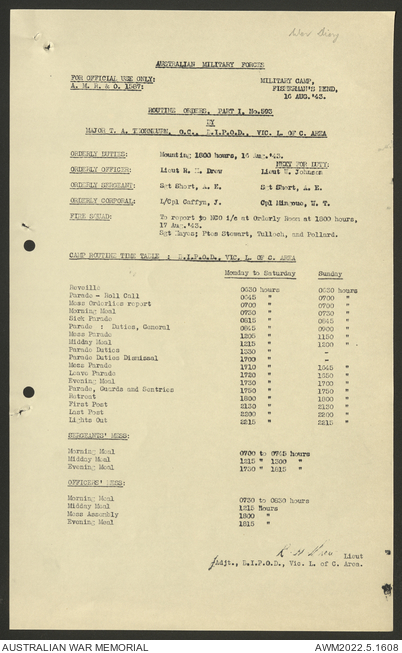 War Diary
AUSTRALIAN MILITARY FORCES
FOR OFFICIAL USE ONLY: MILITARY CAMP,
A. M. R. & O. 1587: FISHERMAN'S BEND,
16 AUG.'43.
ROUTINE ORDERS, PART I, No.593
BY
MAJOR T. A. O.C., D.I.P.O.D., VIC. L. OF C. AREA
ORDERLY DUTIES: Mounting 1800 hours, 16 Aug.'43.
NEXT FOR DUTY:
ORDERLY OFFICER: Lieut H. Drew Lieut W. Johnson
ORDERLY SERGEANT: Sgt Short, A. E. Sgt Short, A. E.
ORDERLY CORPORAL: L/Cpl Caffyn, J. Cpl W. T.
FIRE SQUAD: To report to NCO i/c at Orderly Room at 1800 hours,
17 Aug.'43.
Sgt Hayes; Ptes Stewart, Tulloch, and Pollard.
CAMP ROUTINE TIME TABLE : D.I.P.O.D., VIC. L. OF C. AREA
Monday to Saturday Sunday
Reveille 0630 hours 0630 hours
Parade - Roll Call 0645 " 0700 "
Mess Orderlies report 0700 " 0700 "
Morning Meal 0730 " 0730 "
Sick Parade 0815 " 0845 "
Parade : Duties, General 0845 " 0900 "
Mess Parade 1205 " 1150 "
Midday Meal 1215 " 1200 "
Parade Duties 1330 " -
Parade Duties Dismissal 1700 " -
Mess Parade 1710 " 1645 "
Leave Parade 1720 " 1650 "
Evening Meal 1730 " 1700 "
Parade, Guards and Sentries 1750 " 1750 "
Retreat 1800 " 1800 "
First Post 2130 " 2130 "
Last Post 2200 " 2200 "
Lights Out 2215 " 2215 "
SERGEANTS' MESS:
Morning Meal 0700 to 0745 hours
Midday Meal 1215 " 1300 "
Evening Meal 1730 " 1815 "
OFFICERS' MESS:
Morning Meal 0730 to 0830 hours
Midday Meal 1215 Hours
Mess Assembly 1800 "
Evening Meal 1815 "
Lieut
Adjt., D.I.P.O.D., Vic. L. of C. Area.
AUSTRALIAN WAR MEMORIAL AWM2022.5.1608